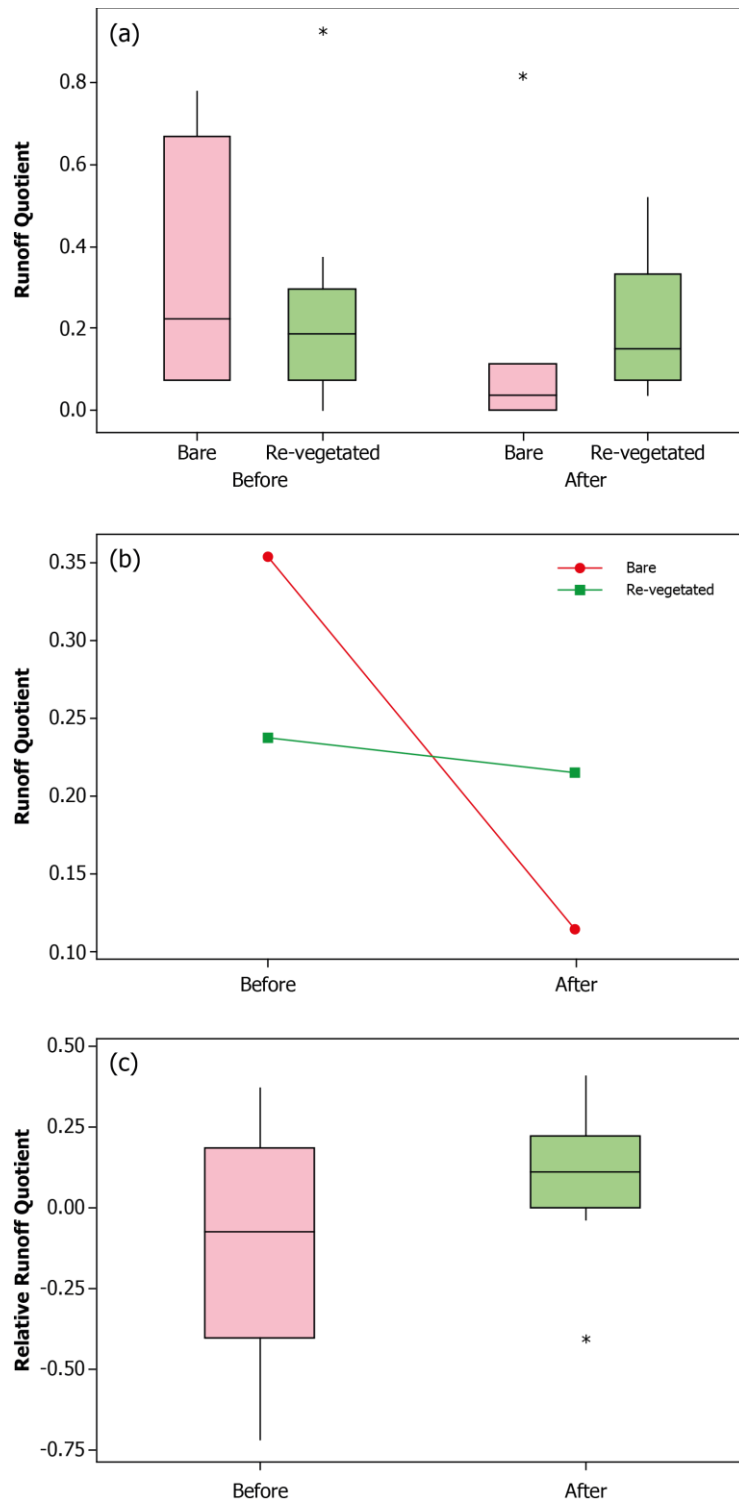 (a)
*
*
0.8
0.6
0.4
0.2
0.0
Runoff Quotient
Bare Re-vegetated Bare Re-vegetated
Before After
(b)
Bare
Re-vegetated
0.35
0.30
0.25
0.20
0.15
0.10
Runoff Quotient
Before After
(c)
0.50
0.25
0.00
-0.25
-0.50
-0.75
*
Relative Runoff Quotient
Before After